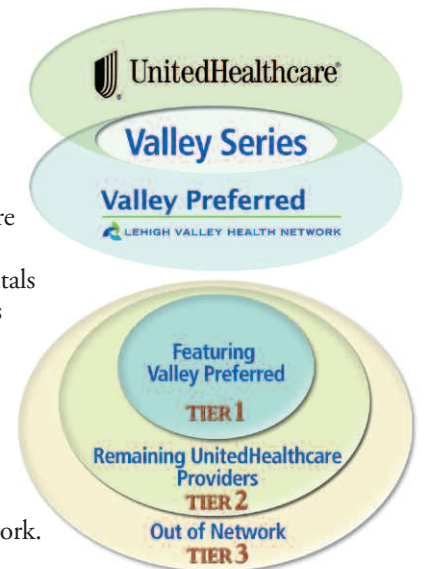 UnitedHealthcare®
Valley Series
Valley Preferred
LEHIGH VALLEY HEALTH NETWORK
Featuring
Valley Preferred
TIER 1
Remaining UnitedHealthcare
Providers
TIER 2
Out of Network
TIER 3